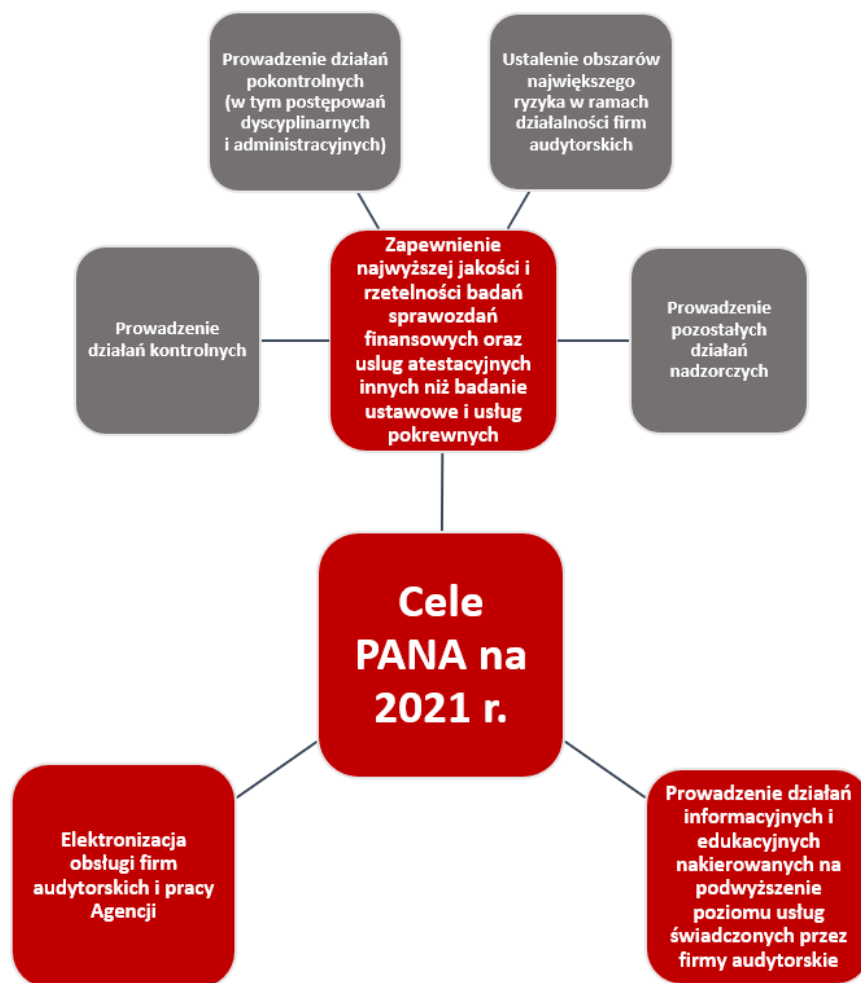 Prowadzenie działań
pokontrolnych
(w tym postępowań
dyscyplinarnych
i administracyjnych)
Ustalenie obszarów
największego
ryzyka w ramach
działalności firm
audytorskich
Prowadzenie
działań kontrolnych
Zapewnienie
najwyższej jakości i
rzetelności badań
sprawozdań
finansowych oraz
uslug atestacyjnych
innych niż badanie
ustawowe i usług
pokrewnych
Prowadzenie
pozostałych
działań
nadzorczych
Cele
PANA na
2021 r.
Elektronizacja
obsługi firm
audytorskich i pracy
Agencji
Prowadzenie działań
informacyjnych i
edukacyjnych
nakierowanych na
podwyższenie
poziomu usług
świadczonych przez
firmy audytorskie